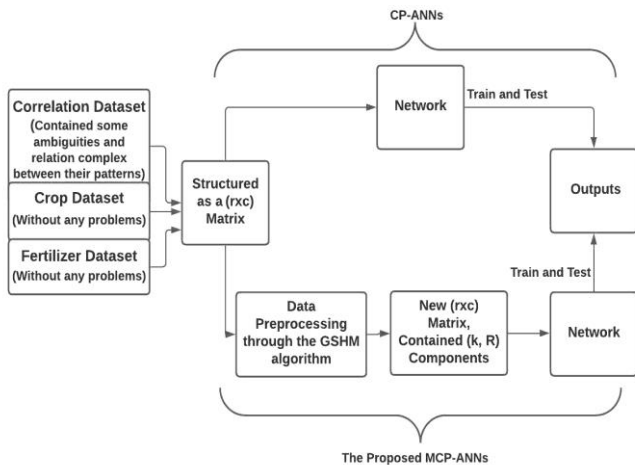 CP-ANNs
Correlation Dataset
(Contained some
ambiguities and
relation complex
between their patterns)
Crop Dataset
(Without any problems)
Fertilizer Dataset
(Without any problems)
Structured
as a (rxc)
Matrix
Network
Train and Test
Outputs
Data
Preprocessing
through the GSHM
algorithm
New (rxc)
Matrix,
Contained (k, R)
Components
Train and Test
Network
The Proposed MCP-ANNs